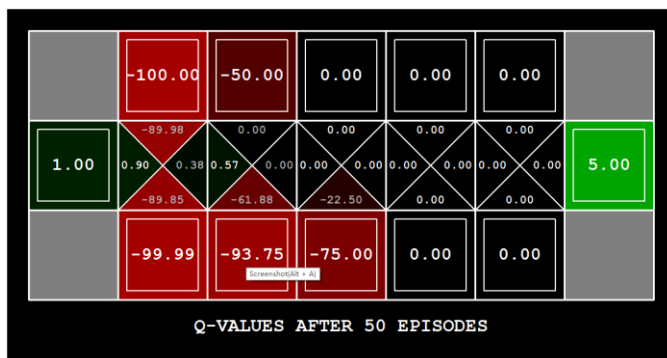 -100.00 -50.00 0.00 0.00 0.00
-89.98 0.00 0.00 0.00 0.00
1.00 0.90 0.38 0.57 0.00 0.00 0.00 0.00 0.00 0.00 0.00 5.00
-89.85 -61.88 -22.50 0.00 0.00
-99.99 -93.75 -75.00 0.00 0.00
Screenshot(Alt + A)
Q-VALUES AFTER 50 EPISODES